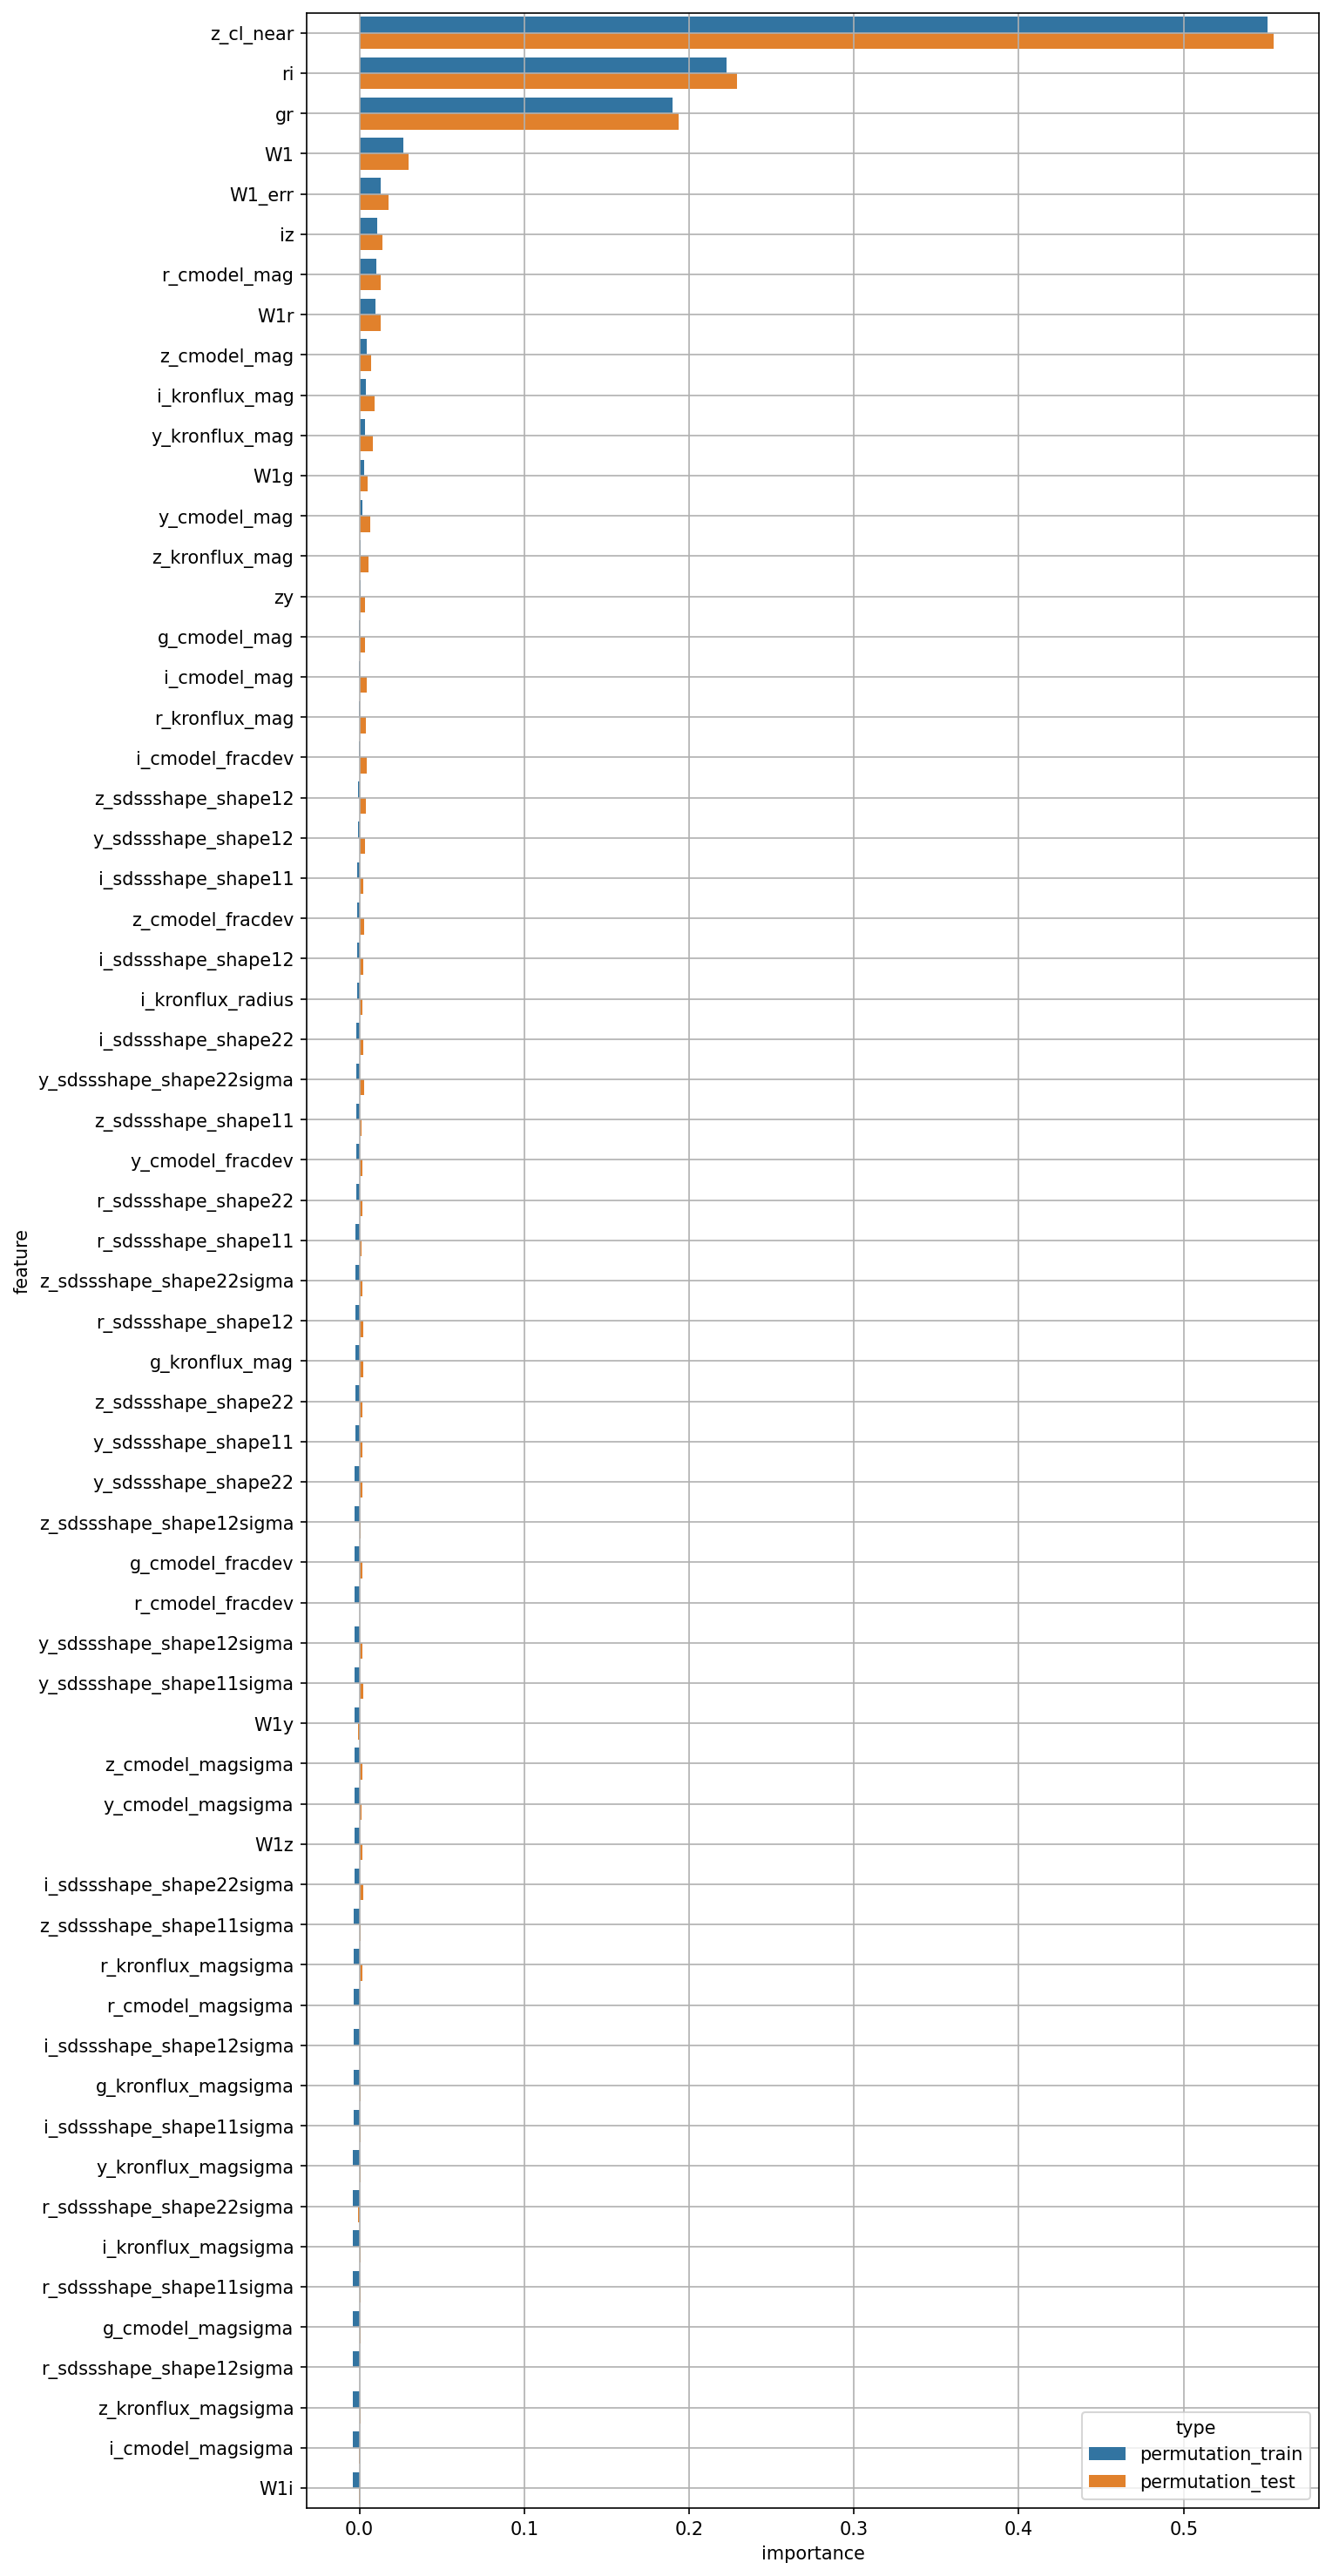 z_cl_near
ri
gr
W1
W1_err
iz
r_cmodel_mag
W1r
z_cmodel_mag
i_kronflux_mag
y_kronflux_mag
W1g
y_cmodel_mag
z_kronflux_mag
zy
g_cmodel_mag
i_cmodel_mag
r_kronflux_mag
i_cmodel_fracdev
z_sdssshape_shape12
y_sdssshape_shape12
i_sdssshape_shape11
z_cmodel_fracdev
i_sdssshape_shape12
i_kronflux_radius
i_sdssshape_shape22
y_sdssshape_shape22sigma
z_sdssshape_shape11
y_cmodel_fracdev
r_sdssshape_shape22
r_sdssshape_shape11
z_sdssshape_shape22sigma
r_sdssshape_shape12
g_kronflux_mag
z_sdssshape_shape22
y_sdssshape_shape11
y_sdssshape_shape22
z_sdssshape_shape12sigma
g_cmodel_fracdev
r_cmodel_fracdev
y_sdssshape_shape12sigma
y_sdssshape_shape11sigma
W1y
z_cmodel_magsigma
y_cmodel_magsigma
W1z
i_sdssshape_shape22sigma
z_sdssshape_shape11sigma
r_kronflux_magsigma
r_cmodel_magsigma
i_sdssshape_shape12sigma
g_kronflux_magsigma
i_sdssshape_shape11sigma
y_kronflux_magsigma
r_sdssshape_shape22sigma
i_kronflux_magsigma
r_sdssshape_shape11sigma
g_cmodel_magsigma
r_sdssshape_shape12sigma
z_kronflux_magsigma
i_cmodel_magsigma
W1i
feature
type
permutation_train
permutation_test
0.0 0.1 0.2 0.3 0.4 0.5
importance